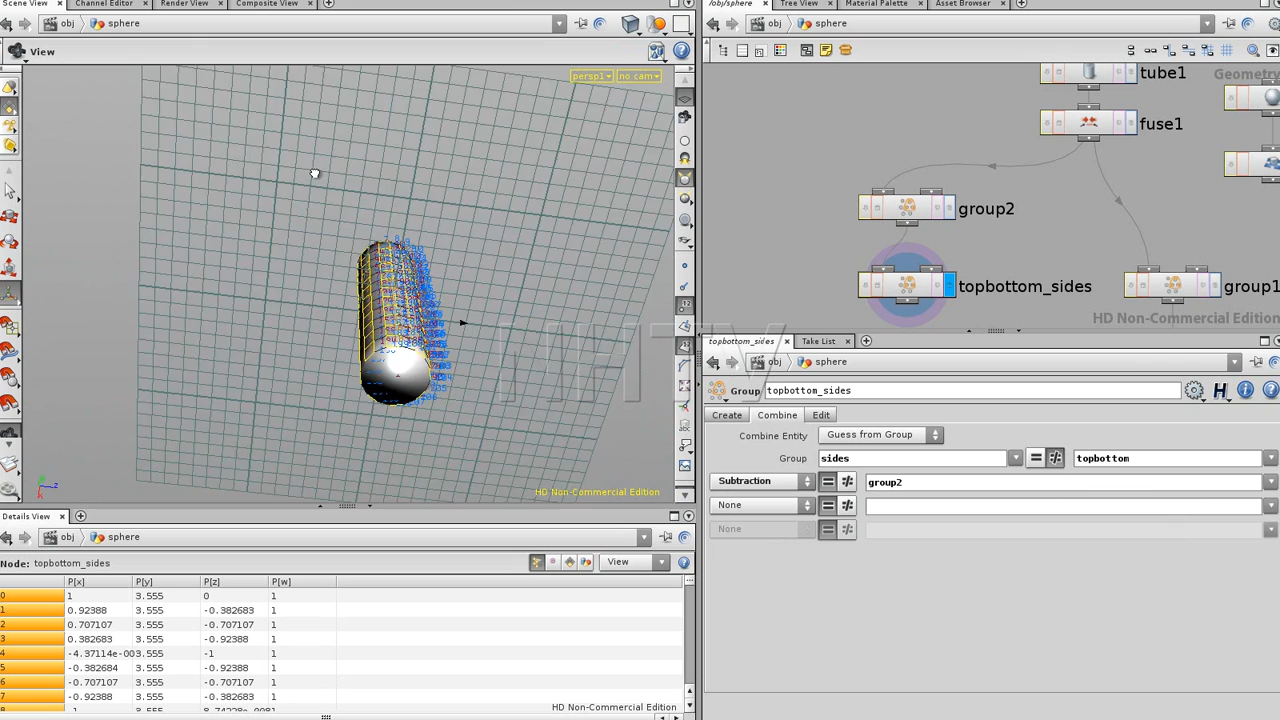 Scene View
Channel Editor
Render View
Composite View
obj
sphere
View
persp1
no cam
HD Non-Commercial Edition
/obj/sphere
Tree View
Material Palette
Asset Browser
obj
sphere
tube1
Geometry
fuse1
group2
topbottom_sides
group1
HD Non-Commercial Edition
topbottom_sides
Take List
obj
sphere
Group
topbottom_sides
Create
Combine
Edit
Combine Entity
Guess from Group
Group
sides
topbottom
Subtraction
group2
None
None
Details View
obj
sphere
Node: topbottom_sides
View
P[x] P[y] P[z] P[w]
0 1 3.555 0 1
1 0.92388 3.555 -0.382683 1
2 0.707107 3.555 -0.707107 1
3 0.382683 3.555 -0.92388 1
4 -4.37114e-00 3.555 -1 1
5 -0.382684 3.555 -0.92388 1
6 -0.707107 3.555 -0.707107 1
7 -0.92388 3.555 -0.382683 1
HD Non-Commercial Edition